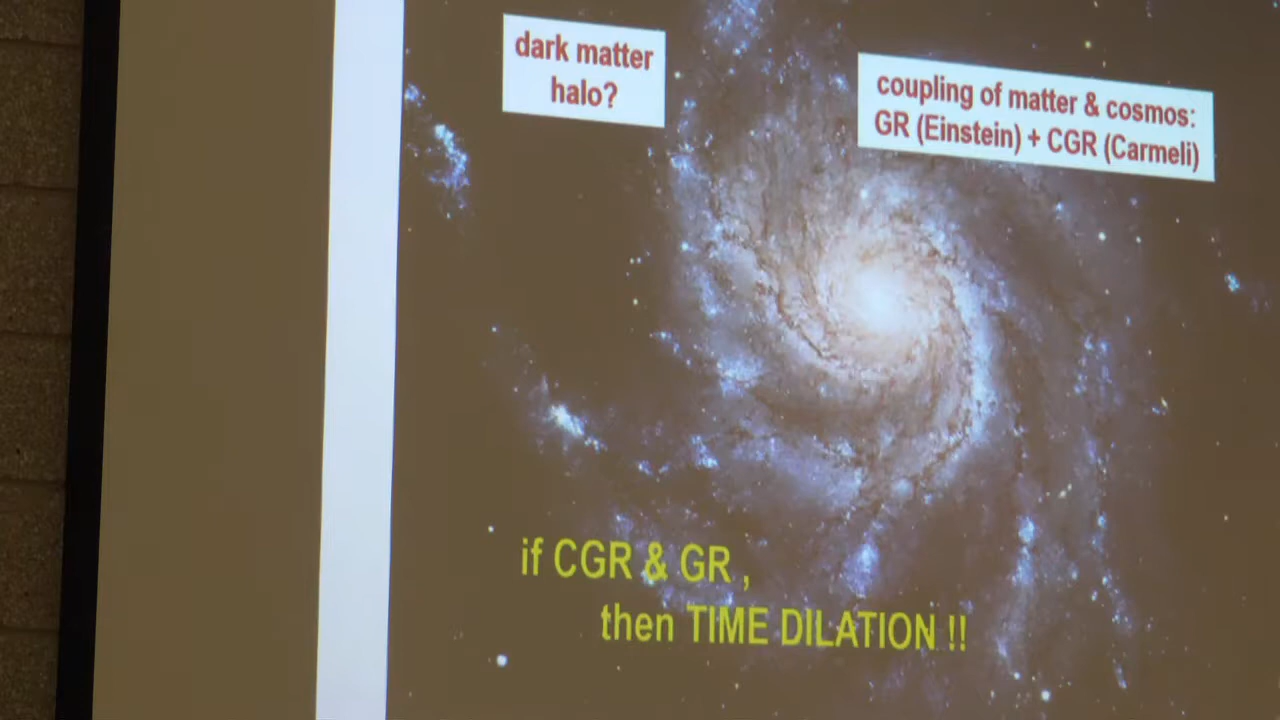 dark matter
halo?
coupling of matter & cosmos:
GR (Einstein) + CGR (Carmeli)
if CGR & GR ,
then TIME DILATION !!